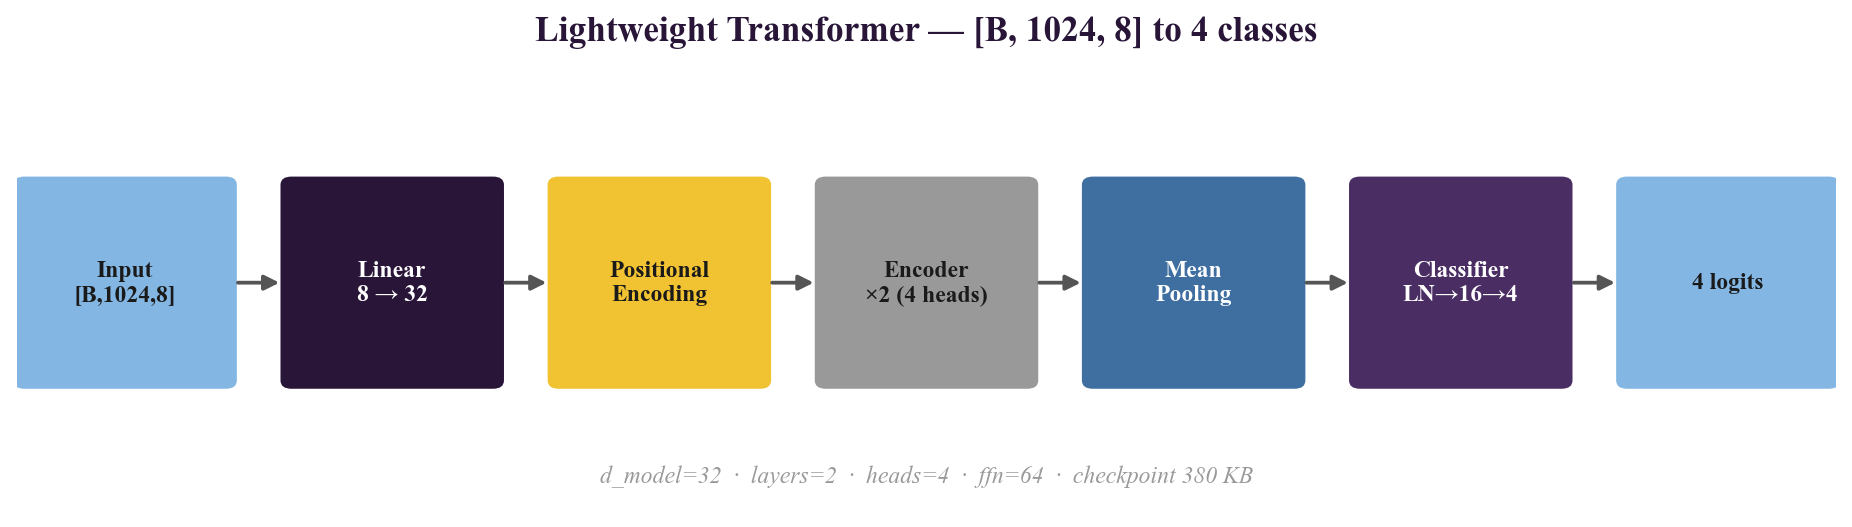 Lightweight Transformer — [B, 1024, 8] to 4 classes
Input
[B,1024,8]
Linear
8 → 32
Positional
Encoding
Encoder
×2 (4 heads)
Mean
Pooling
Classifier
LN→16→4
4 logits
d_model=32 · layers=2 · heads=4 · ffn=64 · checkpoint 380 KB